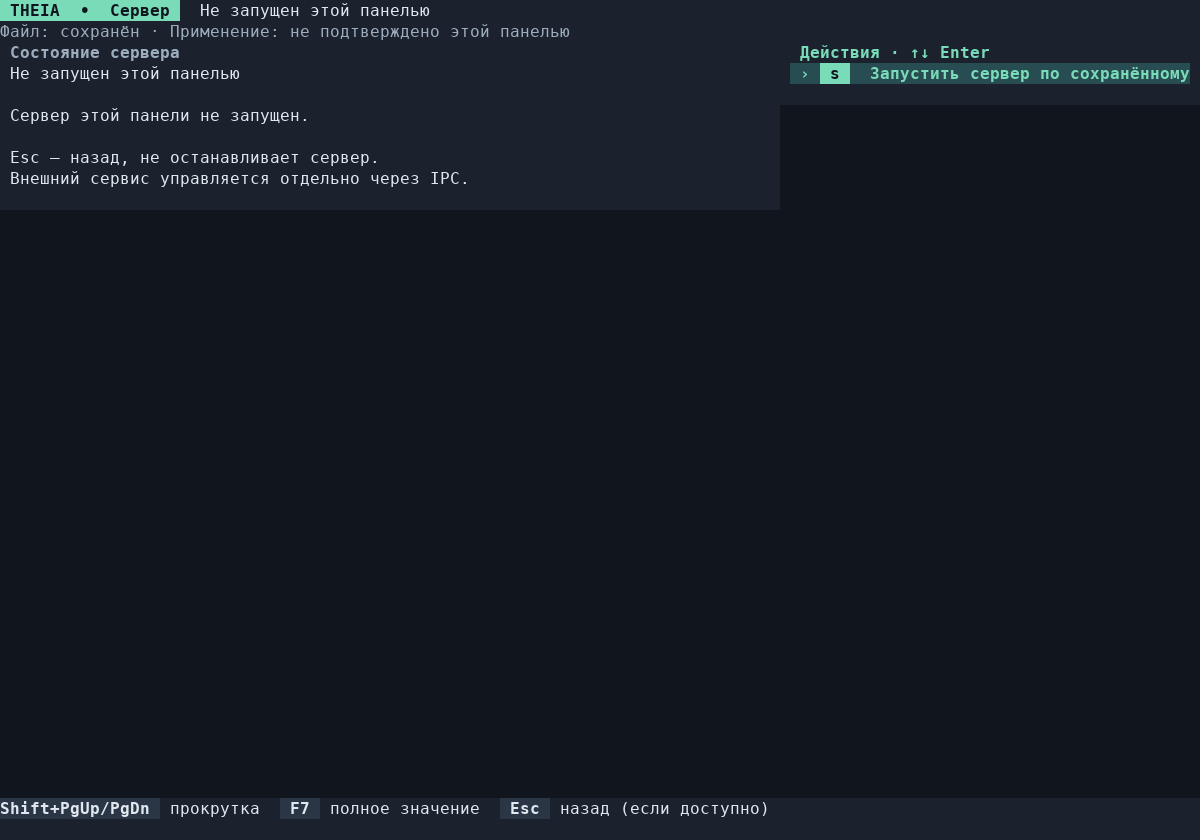 THEIA • Сервер Не запущен этой панелью
Файл: сохранён · Применение: не подтверждено этой панелью
Состояние сервера
Не запущен этой панелью
Сервер этой панели не запущен.
Esc — назад, не останавливает сервер.
Внешний сервис управляется отдельно через IPC.
Действия · ↑↓ Enter
› s Запустить сервер по сохранённому
Shift+PgUp/PgDn прокрутка F7 полное значение Esc назад (если доступно)